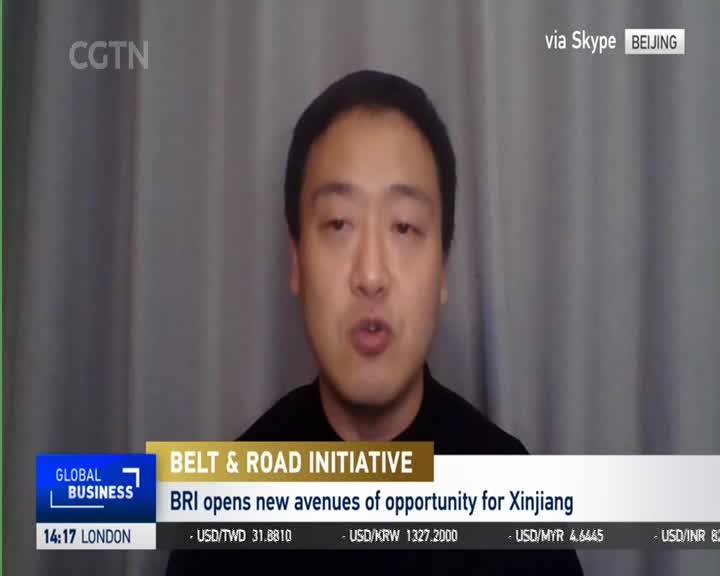 CGTN
via Skype BEIJING
BELT & ROAD INITIATIVE
GLOBAL
BUSINESS
BRI opens new avenues of opportunity for Xinjiang
14:17 LONDON - USD/TWD 31.8810 - USD/KRW 1327.2000 - USD/MYR 4.6445 - USD/INR 82